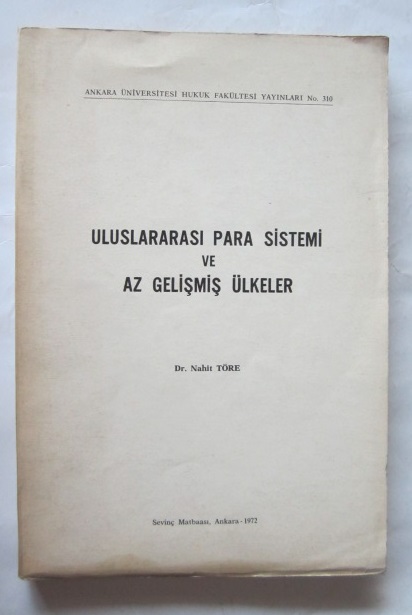 ANKARA ÜNİVERSİTESİ HUKUK FAKÜLTESİ YAYINLARI No. 310
ULUSLARARASI PARA SİSTEMİ
VE
AZ GELİŞMİŞ ÜLKELER
Dr. Nahit TÖRE
Sevinç Matbaası, Ankara - 1972